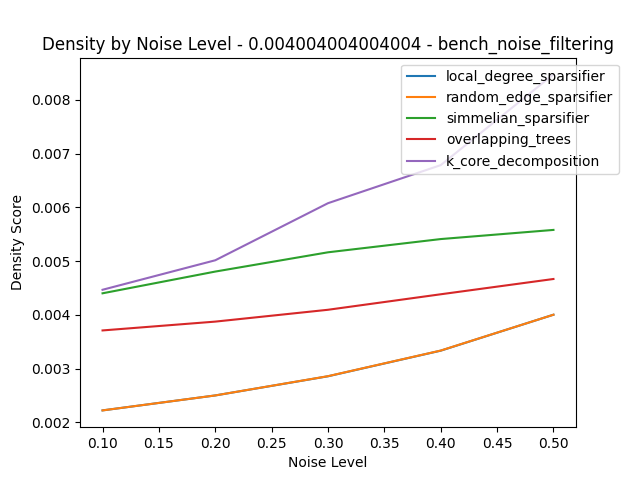 Density by Noise Level - 0.004004004004004 - bench_noise_filtering
local_degree_sparsifier
random_edge_sparsifier
simmelian_sparsifier
overlapping_trees
k_core_decomposition
Density Score
0.008
0.007
0.006
0.005
0.004
0.003
0.002
0.10 0.15 0.20 0.25 0.30 0.35 0.40 0.45 0.50
Noise Level